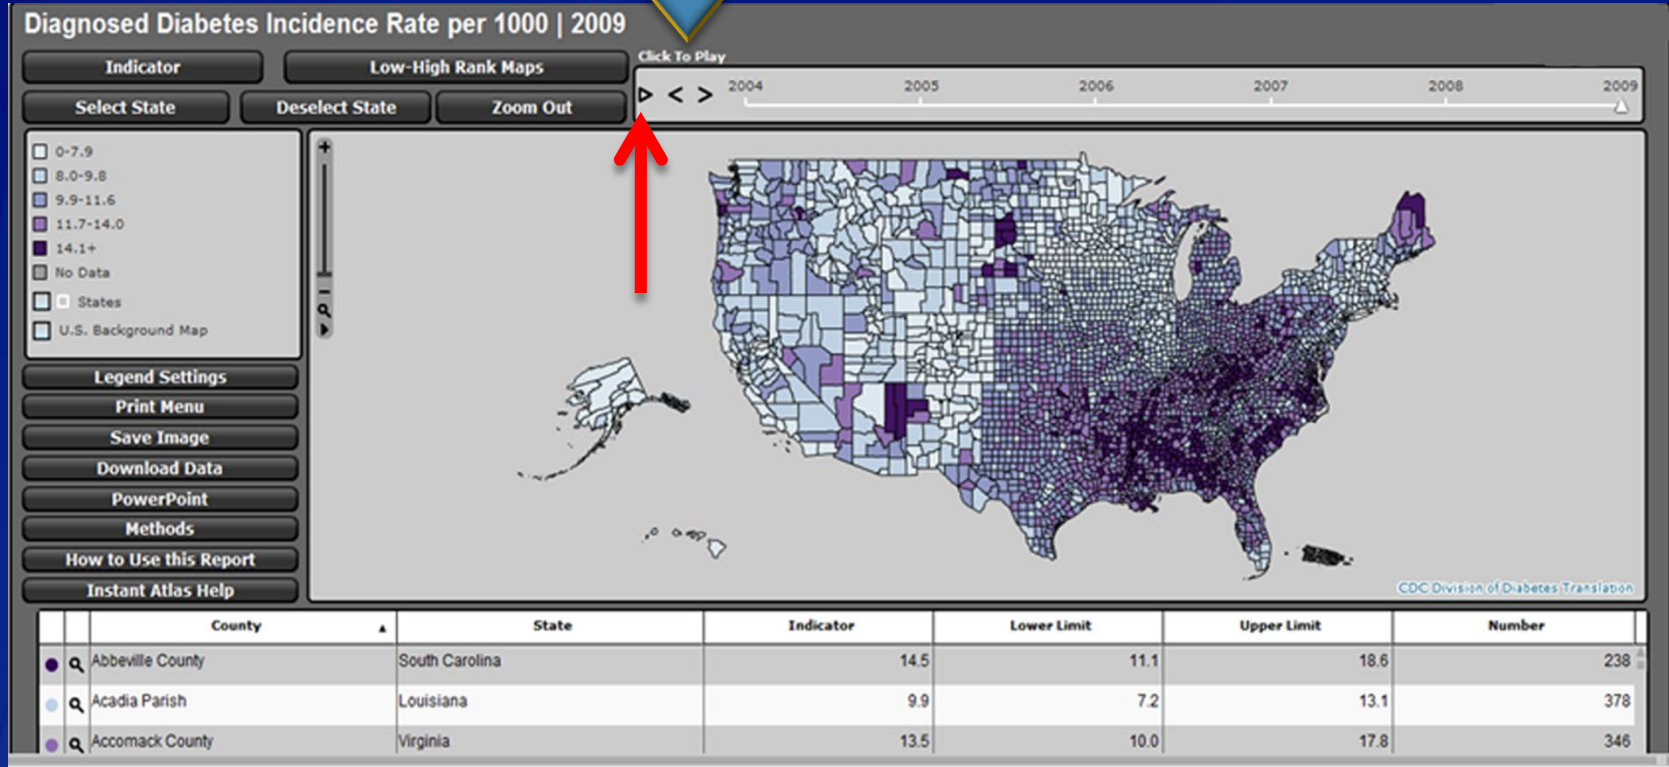 Diagnosed Diabetes Incidence Rate per 1000 | 2009
Click To Play
Indicator
Low-High Rank Maps
Select State
Deselect State
Zoom Out
2004 2005 2006 2007 2008 2009
0-7.9
8.0-9.8
9.9-11.6
11.7-14.0
14.1+
No Data
States
U.S. Background Map
Legend Settings
Print Menu
Save Image
Download Data
PowerPoint
Methods
How to Use this Report
Instant Atlas Help
CDC Division of Diabetes Translation
County State Indicator Lower Limit Upper Limit Number
Abbeville County South Carolina 14.5 11.1 18.6 238
Acadia Parish Louisiana 9.9 7.2 13.1 378
Accomack County Virginia 13.5 10.0 17.8 346